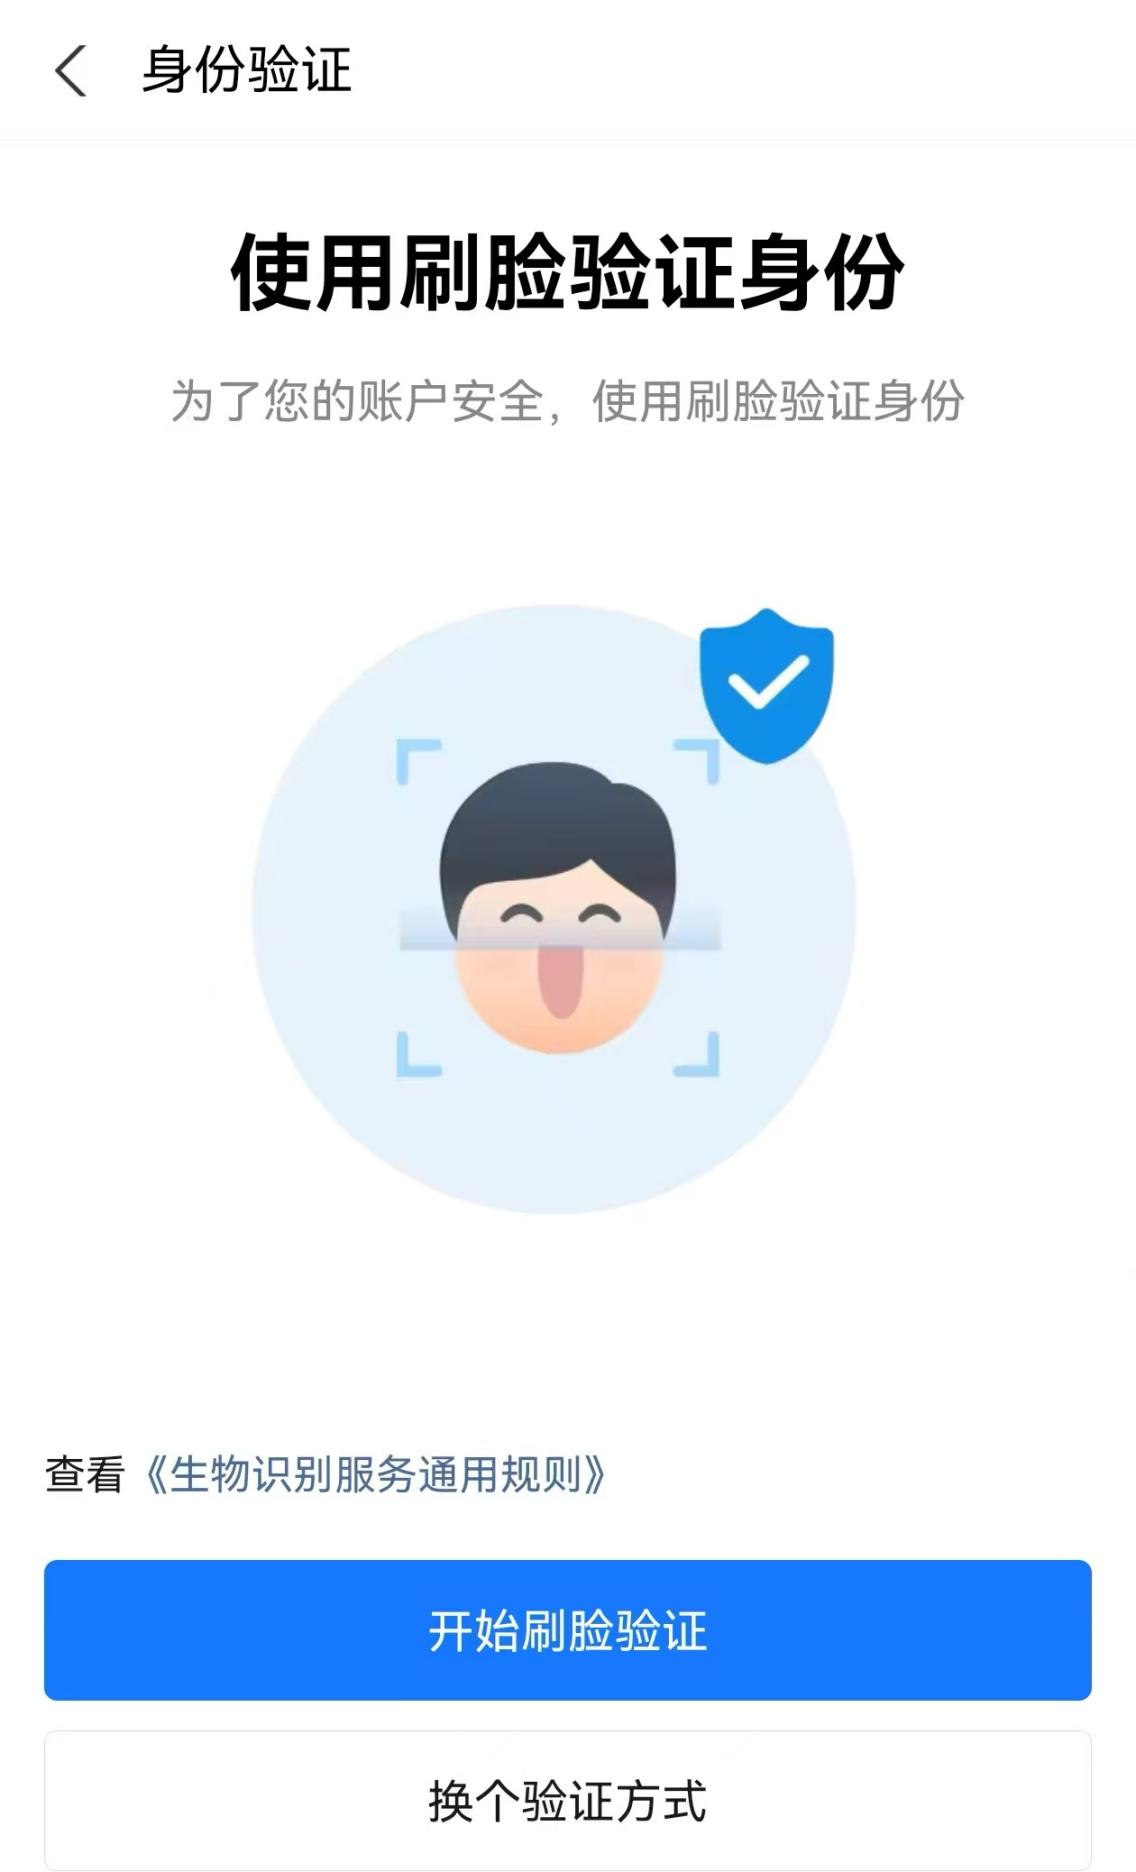 身份验证
使用刷脸验证身份
为了您的账户安全，使用刷脸验证身份
查看《生物识别服务通用规则》
开始刷脸验证
换个验证方式